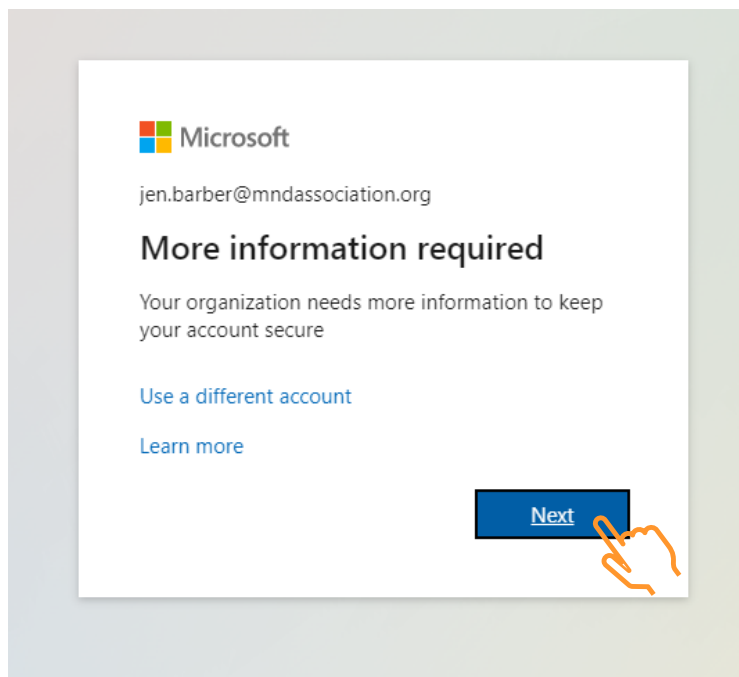 Microsoft
jen.barber@mndassociation.org
More information required
Your organization needs more information to keep
your account secure
Use a different account
Learn more
Next